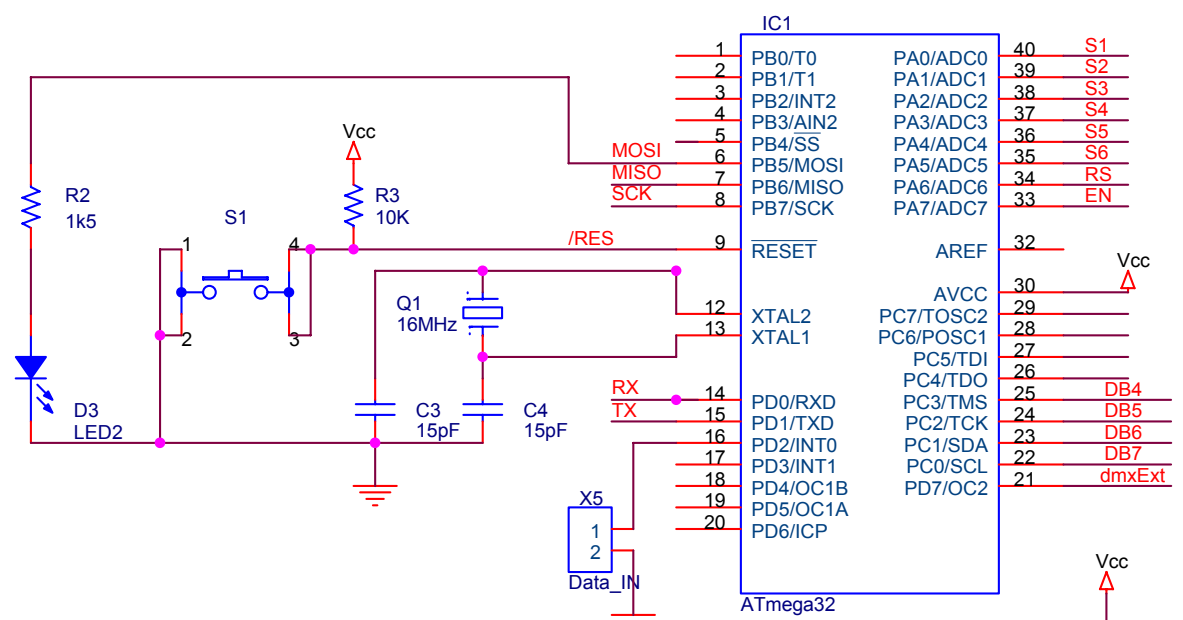 IC1
1 PB0/T0 PA0/ADC0 40 S1
2 PB1/T1 PA1/ADC1 39 S2
3 PB2/INT2 PA2/ADC2 38 S3
4 PB3/AIN2 PA3/ADC3 37 S4
5 PB4/SS PA4/ADC4 36 S5
MOSI 6 PB5/MOSI PA5/ADC5 35 S6
MISO 7 PB6/MISO PA6/ADC6 34 RS
SCK 8 PB7/SCK PA7/ADC7 33 EN
/RES 9 RESET AREF 32
Vcc
AVCC 30
12 XTAL2 PC7/TOSC2 29
13 XTAL1 PC6/POSC1 28
PC5/TDI 27
PC4/TDO 26
RX 14 PD0/RXD PC3/TMS 25 DB4
TX 15 PD1/TXD PC2/TCK 24 DB5
16 PD2/INT0 PC1/SDA 23 DB6
17 PD3/INT1 PC0/SCL 22 DB7
18 PD4/OC1B PD7/OC2 21 dmxExt
19 PD5/OC1A
20 PD6/ICP
ATmega32
Vcc
R2
1k5
S1
1
4
2
3
Vcc
R3
10K
Q1
16MHz
D3
LED2
C3
15pF
C4
15pF
X5
1
2
Data_IN